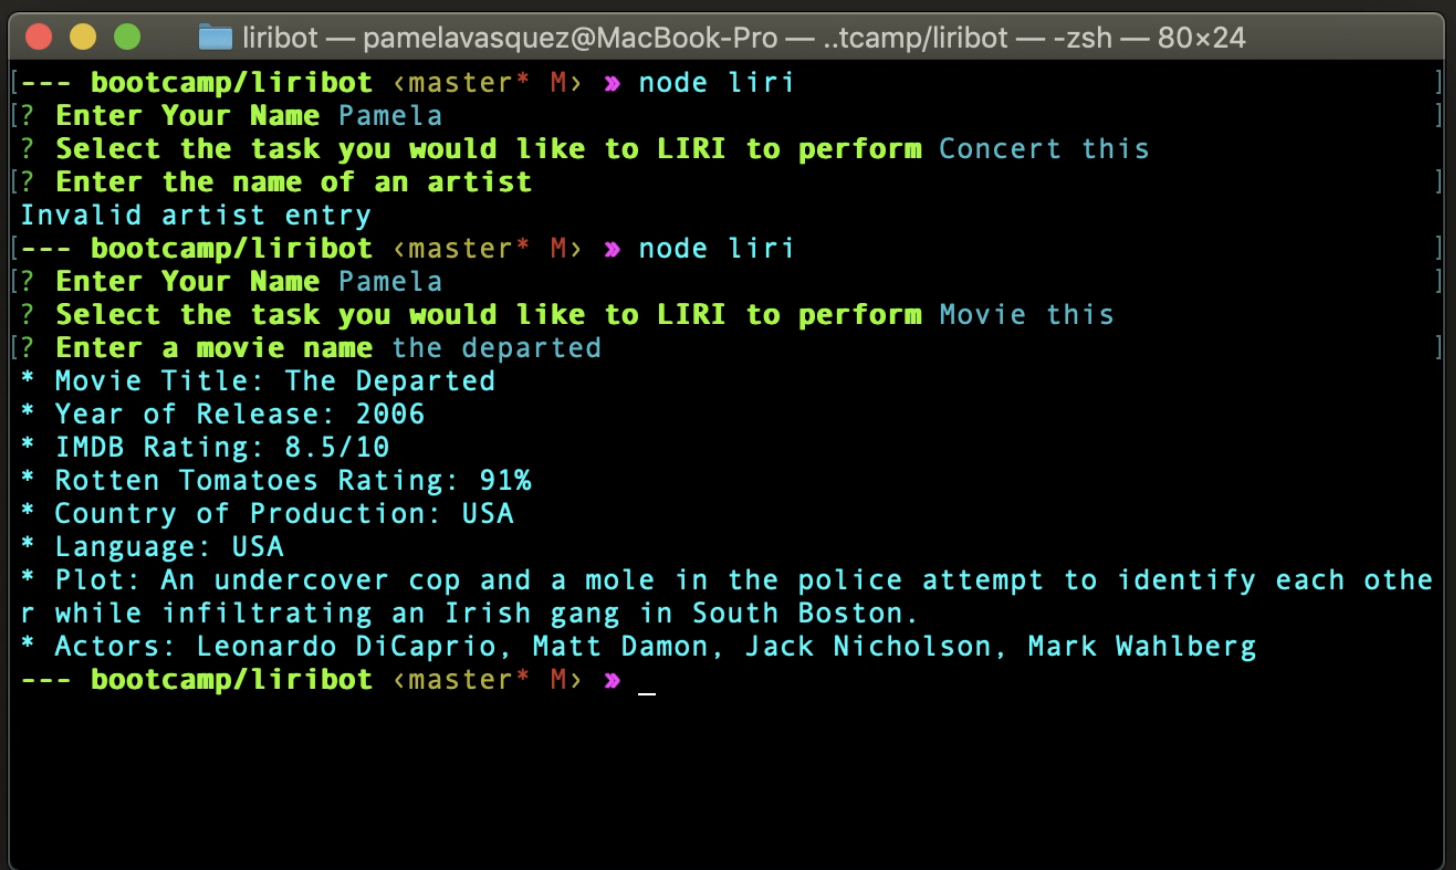 liribot — pamelavasquez@MacBook-Pro — ..tcamp/liribot — -zsh — 80×24
[--- bootcamp/liribot ‹master* M› » node liri ]
[? Enter Your Name Pamela ]
? Select the task you would like to LIRI to perform Concert this
[? Enter the name of an artist ]
Invalid artist entry
[--- bootcamp/liribot ‹master* M› » node liri ]
[? Enter Your Name Pamela ]
? Select the task you would like to LIRI to perform Movie this
[? Enter a movie name the departed ]
* Movie Title: The Departed
* Year of Release: 2006
* IMDB Rating: 8.5/10
* Rotten Tomatoes Rating: 91%
* Country of Production: USA
* Language: USA
* Plot: An undercover cop and a mole in the police attempt to identify each othe
r while infiltrating an Irish gang in South Boston.
* Actors: Leonardo DiCaprio, Matt Damon, Jack Nicholson, Mark Wahlberg
--- bootcamp/liribot ‹master* M› » _